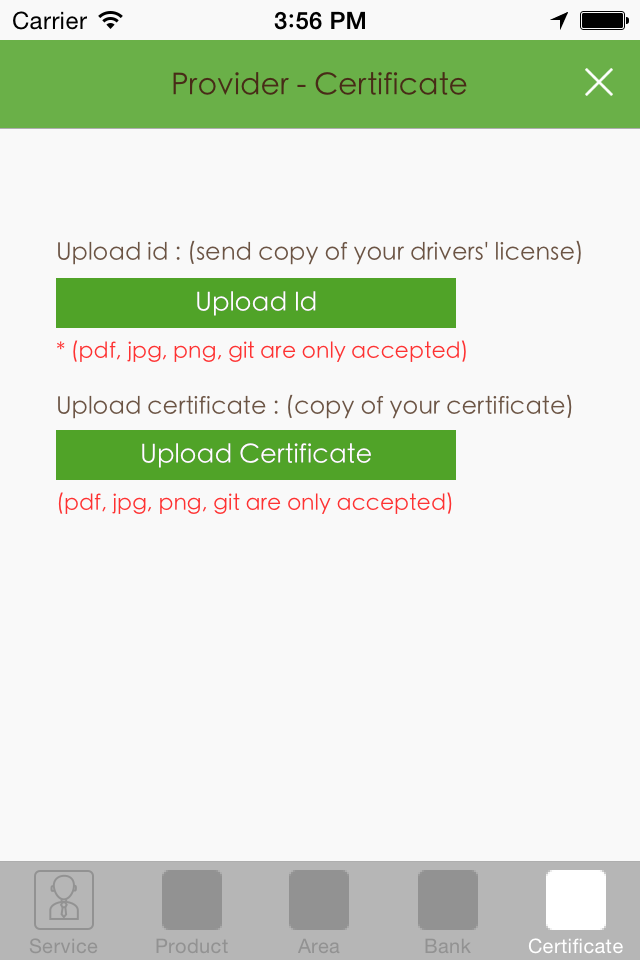 Carrier 3:56 PM
Provider - Certificate
Upload id : (send copy of your drivers' license)
Upload Id
* (pdf, jpg, png, git are only accepted)
Upload certificate : (copy of your certificate)
Upload Certificate
(pdf, jpg, png, git are only accepted)
Service Product Area Bank Certificate